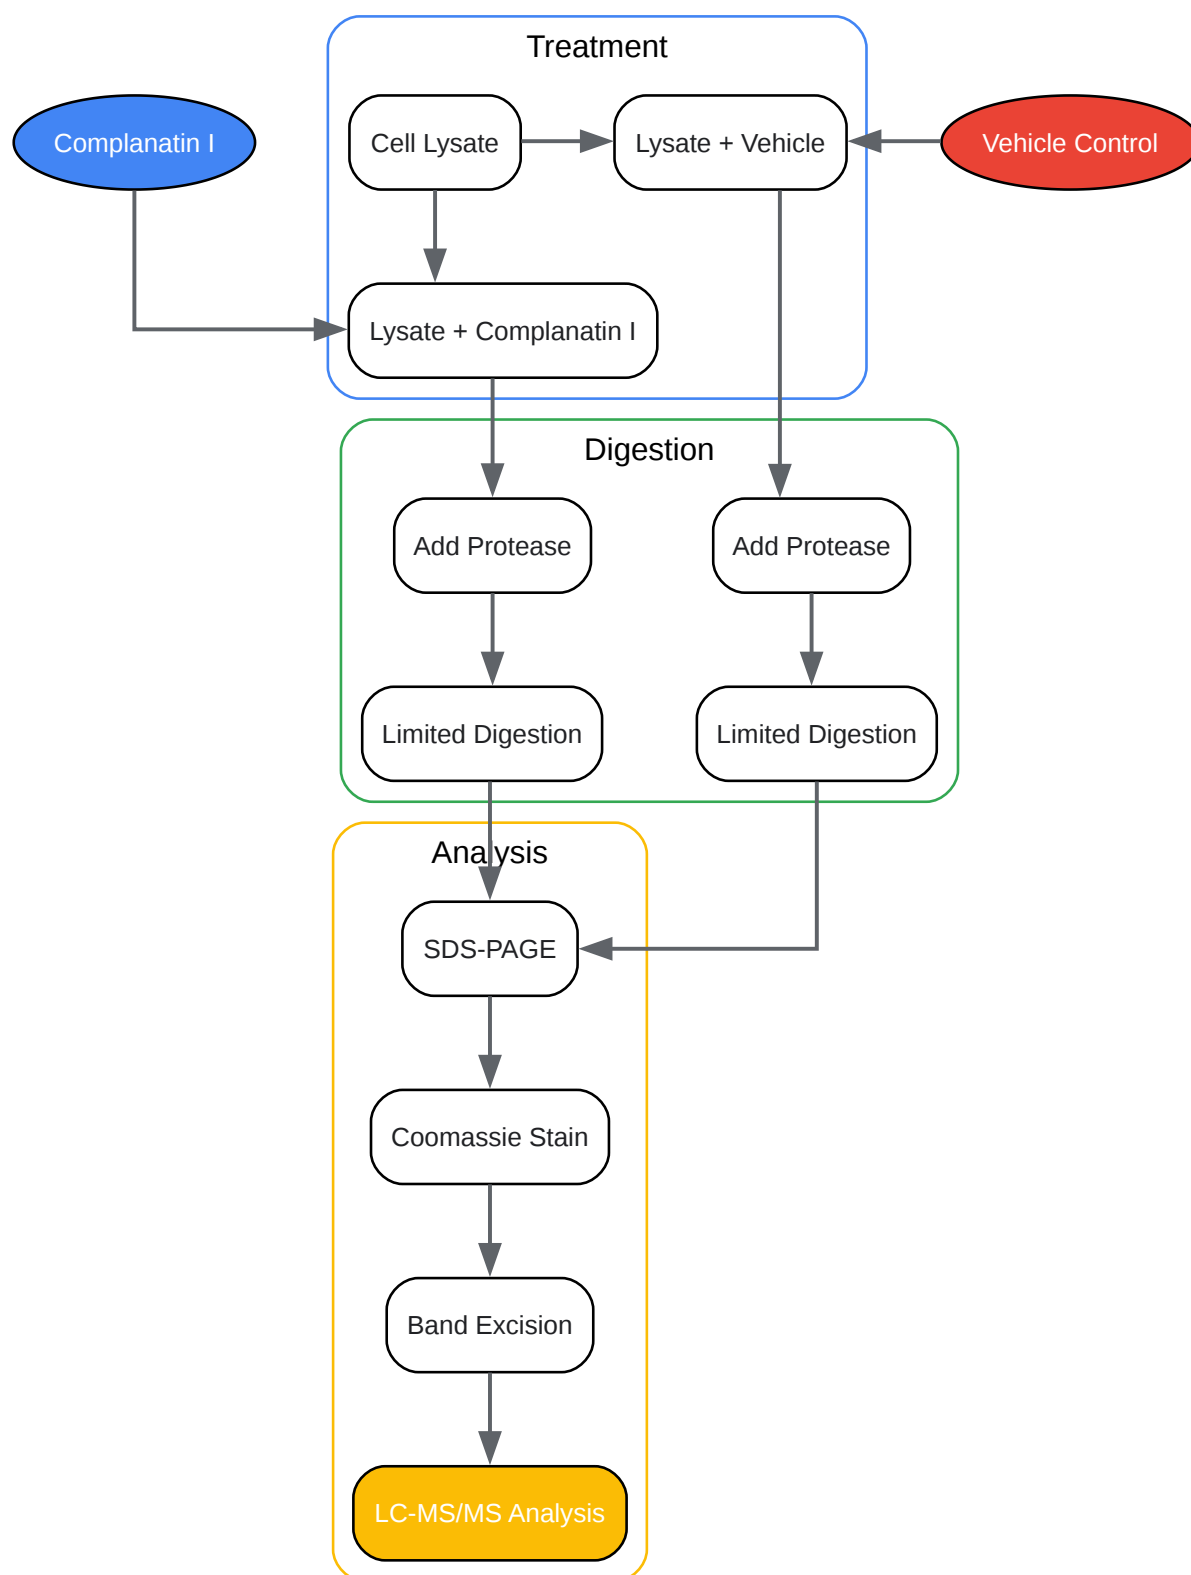 Treatment
Complanatin I
Cell Lysate
Lysate + Vehicle
Vehicle Control
Lysate + Complanatin I
Digestion
Add Protease
Add Protease
Limited Digestion
Limited Digestion
Analysis
SDS-PAGE
Coomassie Stain
Band Excision
LC-MS/MS Analysis